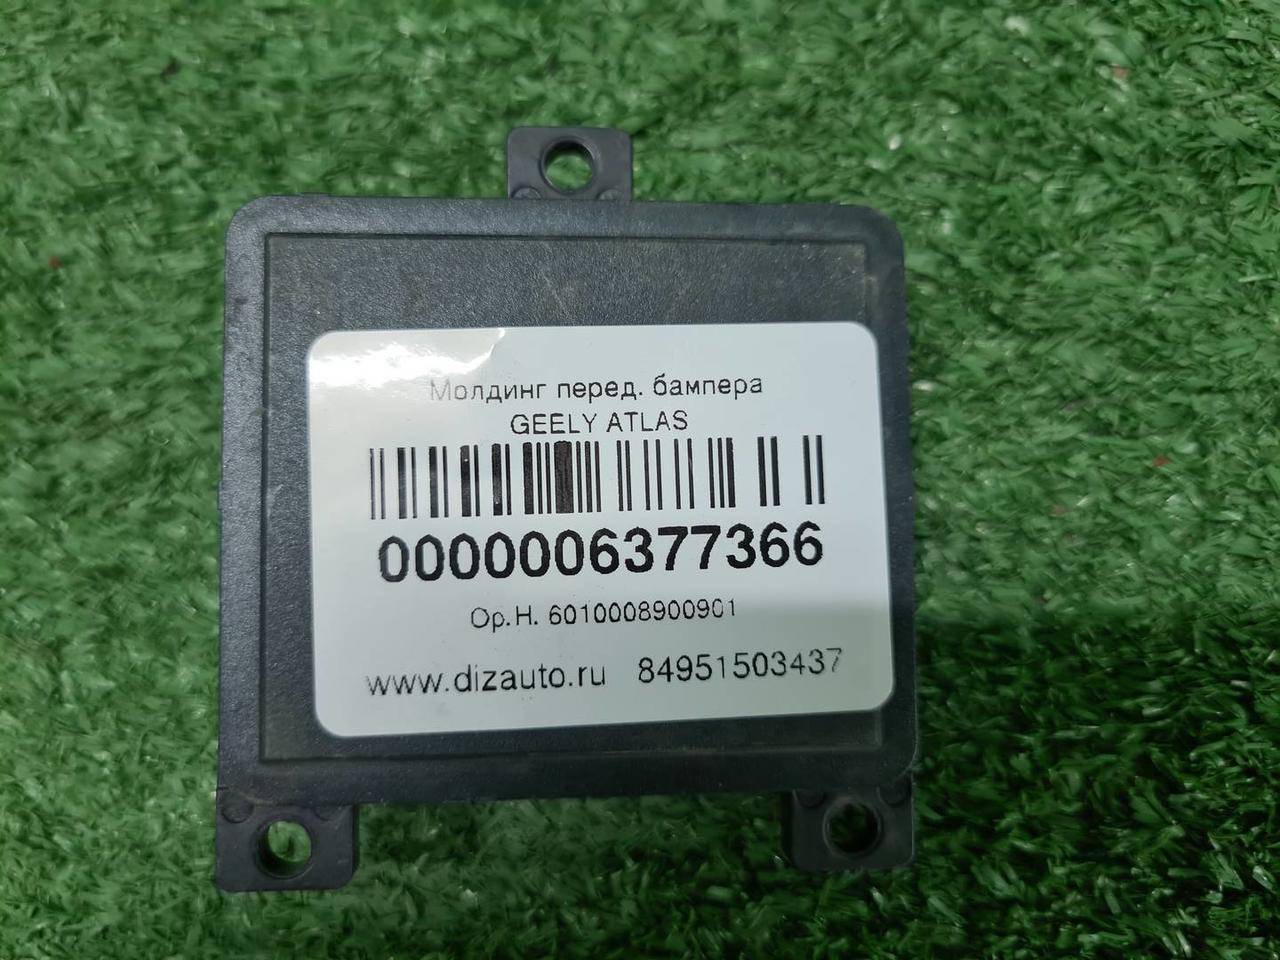 Молдинг перед. бампера
GEELY ATLAS
0000006377366
Ор.Н. 6010008900901
www.dizauto.ru 84951503437